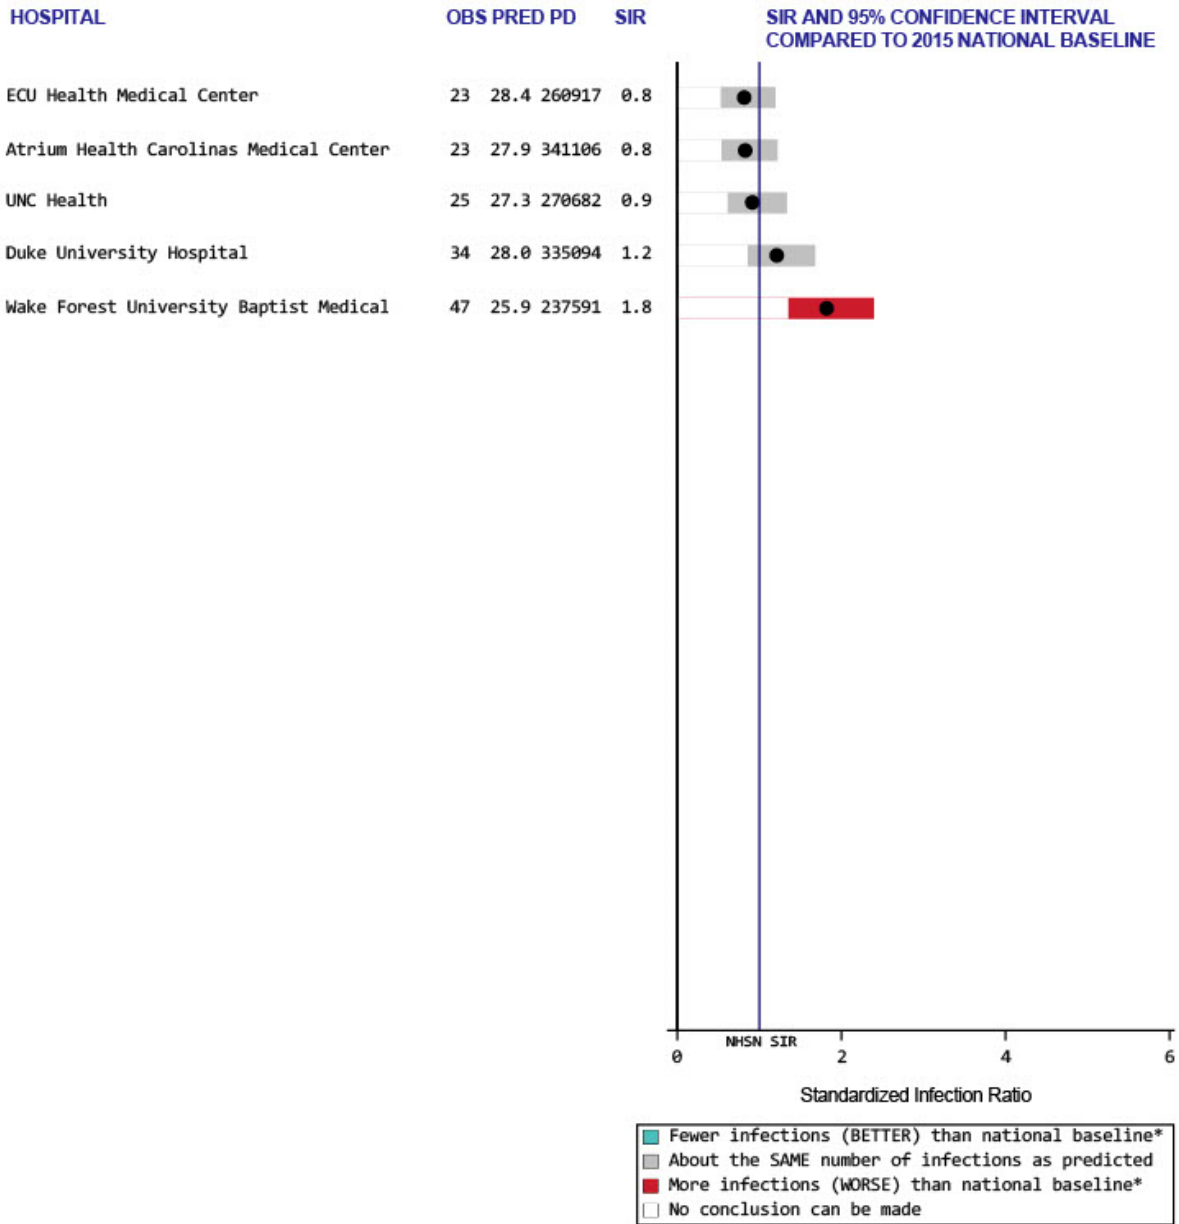 HOSPITAL OBS PRED PD SIR SIR AND 95% CONFIDENCE INTERVAL
COMPARED TO 2015 NATIONAL BASELINE
ECU Health Medical Center 23 28.4 260917 0.8
Atrium Health Carolinas Medical Center 23 27.9 341106 0.8
UNC Health 25 27.3 270682 0.9
Duke University Hospital 34 28.0 335094 1.2
Wake Forest University Baptist Medical 47 25.9 237591 1.8
NHSN SIR
0 2 4 6
Standardized Infection Ratio
Fewer infections (BETTER) than national baseline*
About the SAME number of infections as predicted
More infections (WORSE) than national baseline*
No conclusion can be made